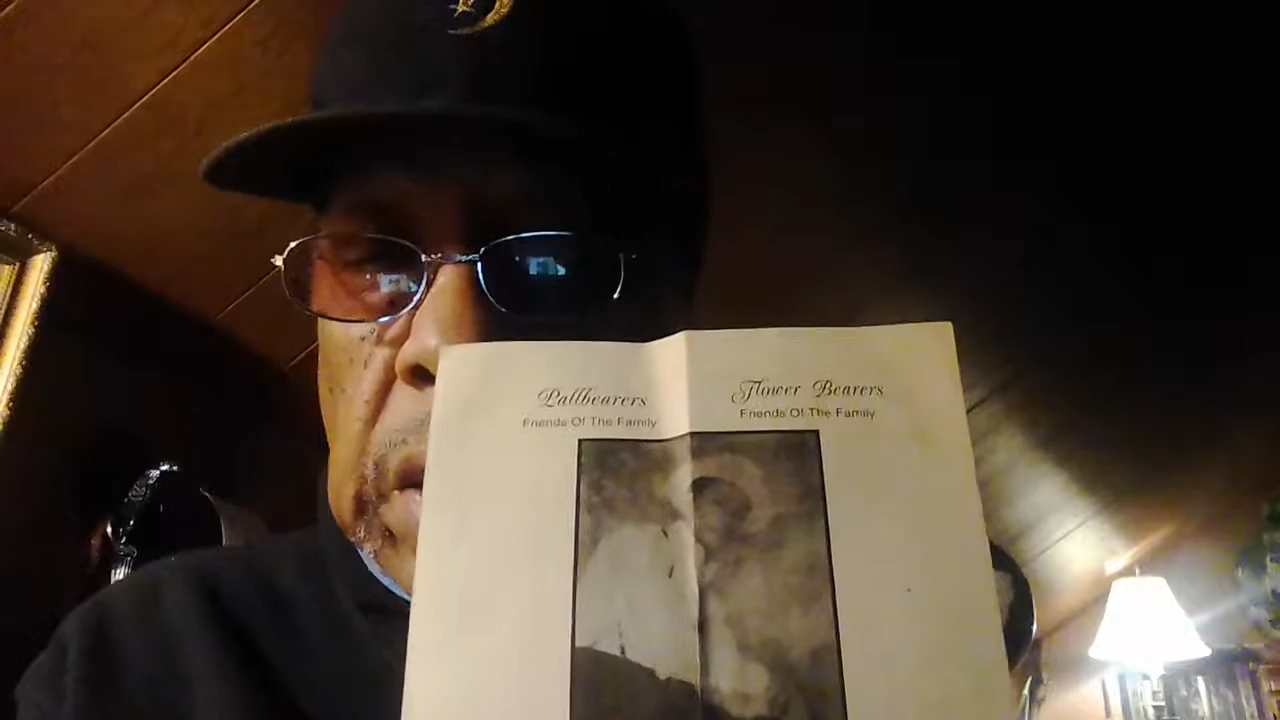 Pallbearers
Friends Of The Family
Flower Bearers
Friends Of The Family